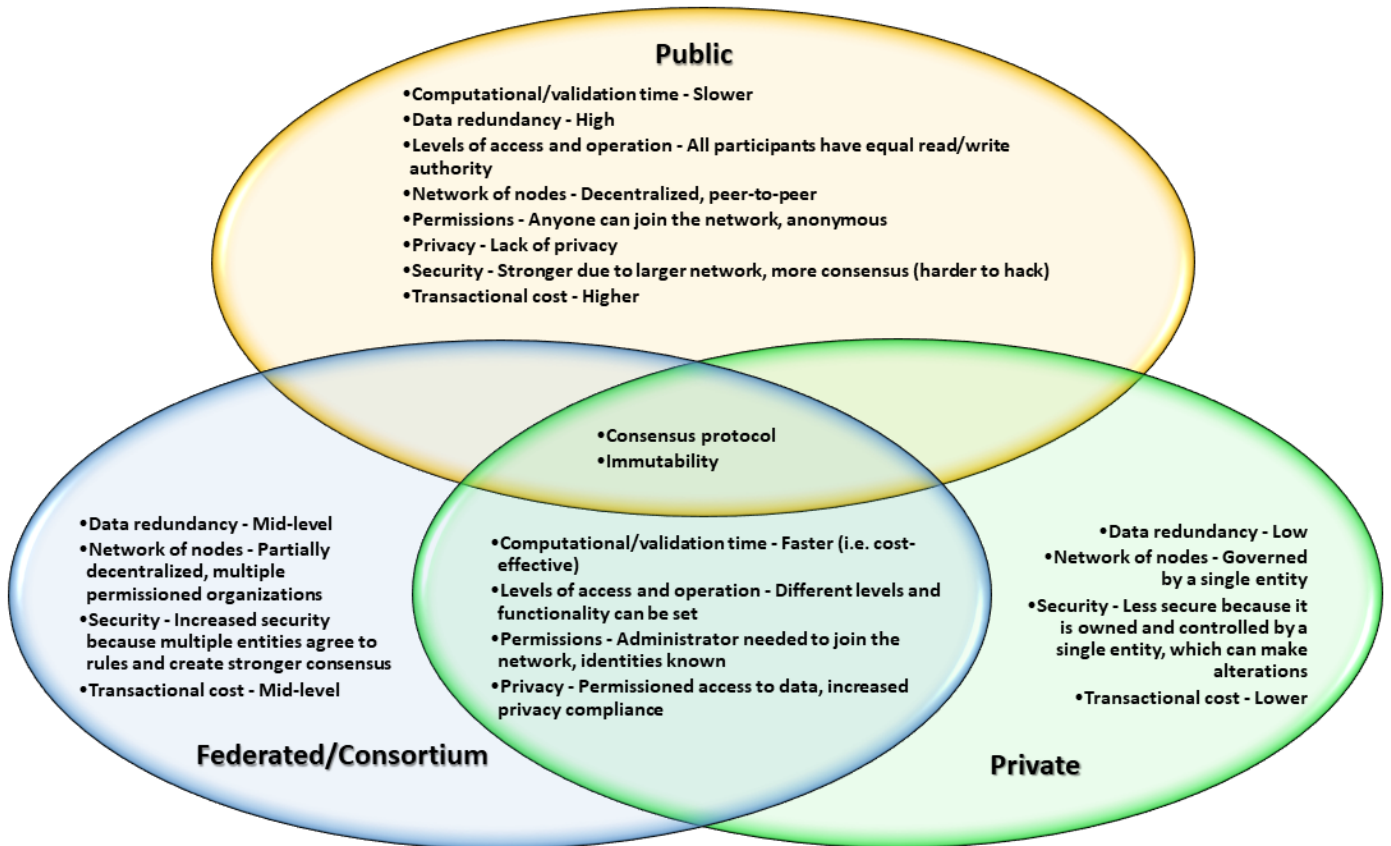 Public
•Computational/validation time - Slower
•Data redundancy - High
•Levels of access and operation - All participants have equal read/write
authority
•Network of nodes - Decentralized, peer-to-peer
•Permissions - Anyone can join the network, anonymous
•Privacy - Lack of privacy
•Security - Stronger due to larger network, more consensus (harder to hack)
•Transactional cost - Higher
•Consensus protocol
•Immutability
•Data redundancy - Mid-level
•Network of nodes - Partially
decentralized, multiple
permissioned organizations
•Security - Increased security
because multiple entities agree to
rules and create stronger consensus
•Transactional cost - Mid-level
Federated/Consortium
•Computational/validation time - Faster (i.e. cost-
effective)
•Levels of access and operation - Different levels and
functionality can be set
•Permissions - Administrator needed to join the
network, identities known
•Privacy - Permissioned access to data, increased
privacy compliance
•Data redundancy - Low
•Network of nodes - Governed
by a single entity
•Security - Less secure because it
is owned and controlled by a
single entity, which can make
alterations
•Transactional cost - Lower
Private